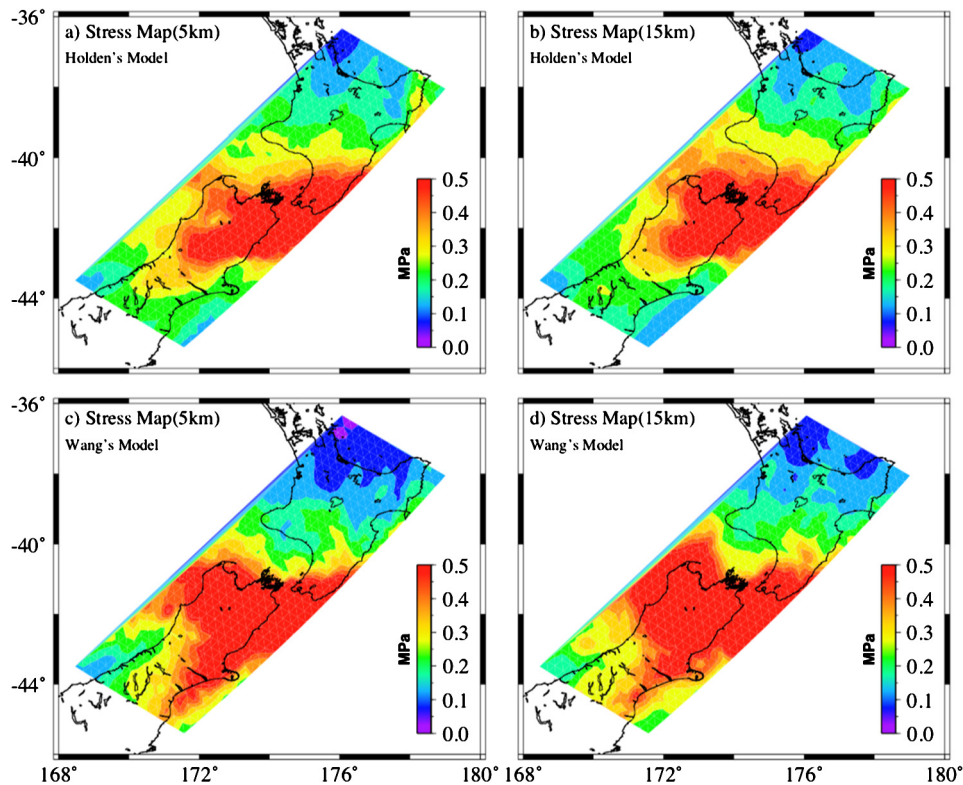 -36°
a) Stress Map(5km)
Holden's Model
b) Stress Map(15km)
Holden's Model
-40°
0.5
0.4
0.3
0.2
0.1
0.0
MPa
0.5
0.4
0.3
0.2
0.1
0.0
MPa
-44°
-36°
c) Stress Map(5km)
Wang's Model
d) Stress Map(15km)
Wang's Model
-40°
0.5
0.4
0.3
0.2
0.1
0.0
MPa
0.5
0.4
0.3
0.2
0.1
0.0
MPa
-44°
168° 172° 176° 180° 168° 172° 176° 180°